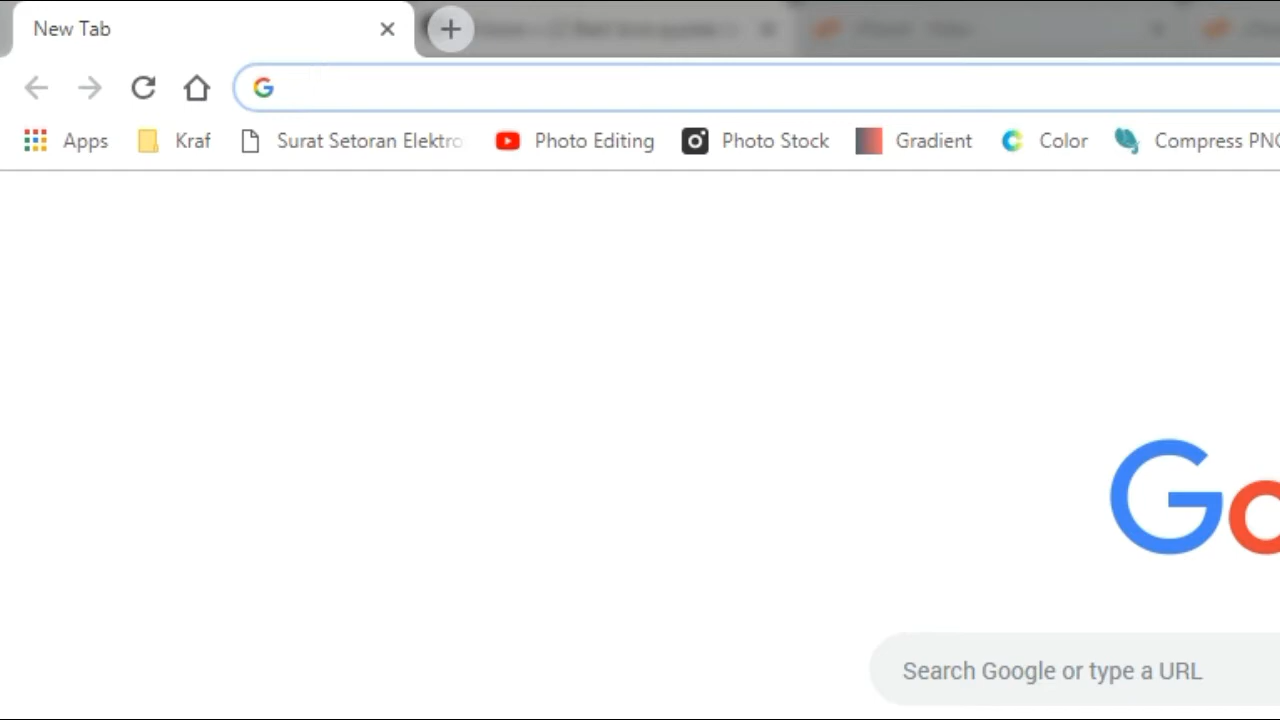 New Tab
Apps Kraf Surat Setoran Elektro Photo Editing Photo Stock Gradient Color Compress PNG
Go
Search Google or type a URL